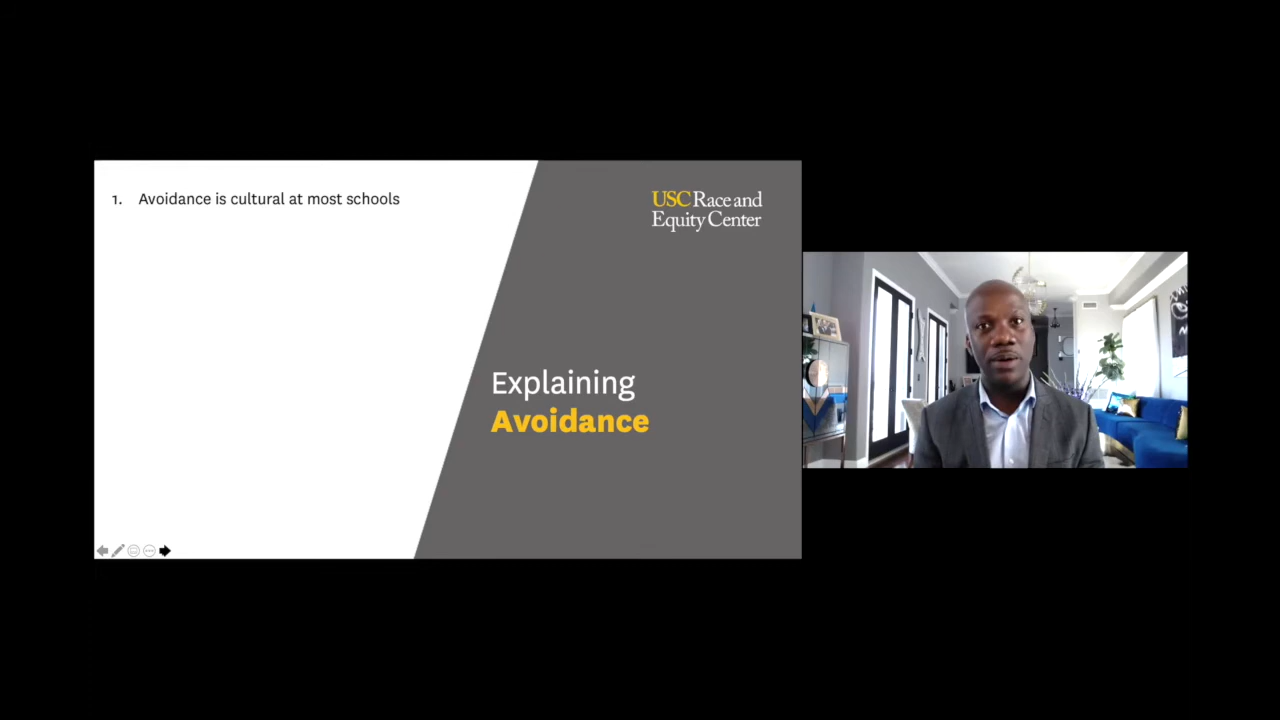 1. Avoidance is cultural at most schools
USC Race and
Equity Center
Explaining
Avoidance